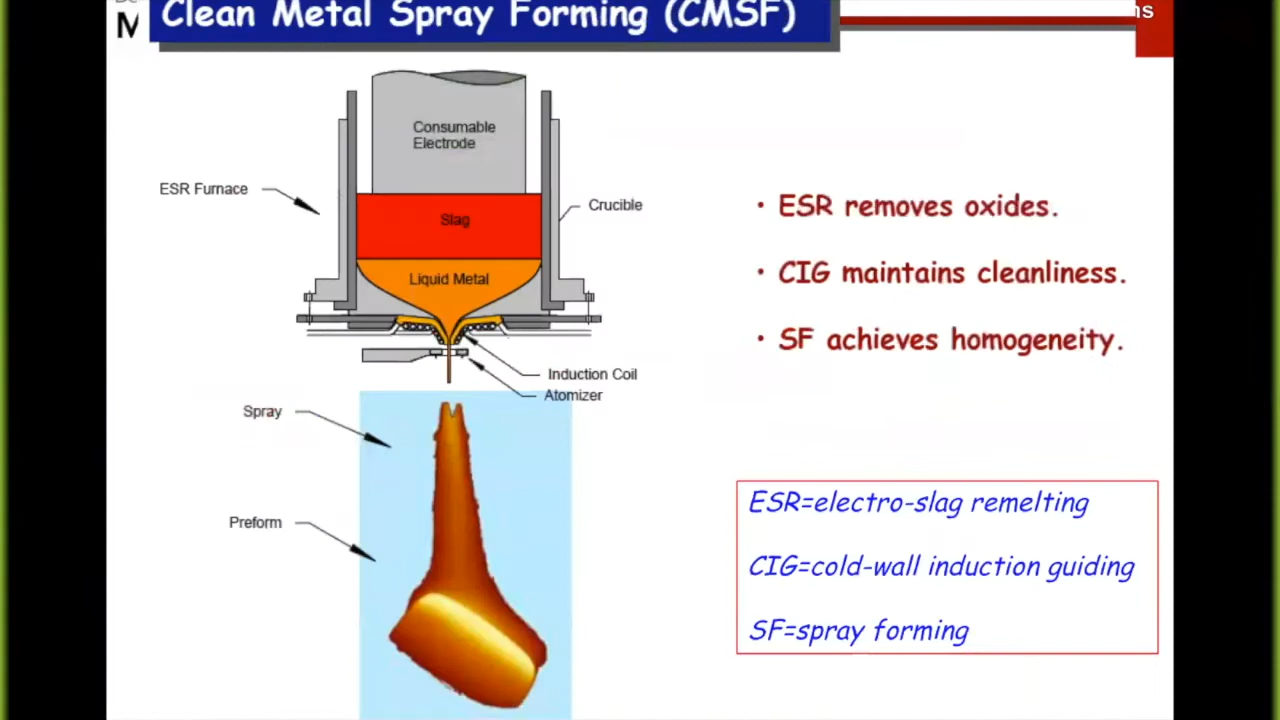 Clean Metal Spray Forming (CMSF)
M
ns
Consumable
Electrode
ESR Furnace
Crucible
Slag
Liquid Metal
Induction Coil
Atomizer
Spray
Preform
• ESR removes oxides.
• CIG maintains cleanliness.
• SF achieves homogeneity.
ESR=electro-slag remelting
CIG=cold-wall induction guiding
SF=spray forming